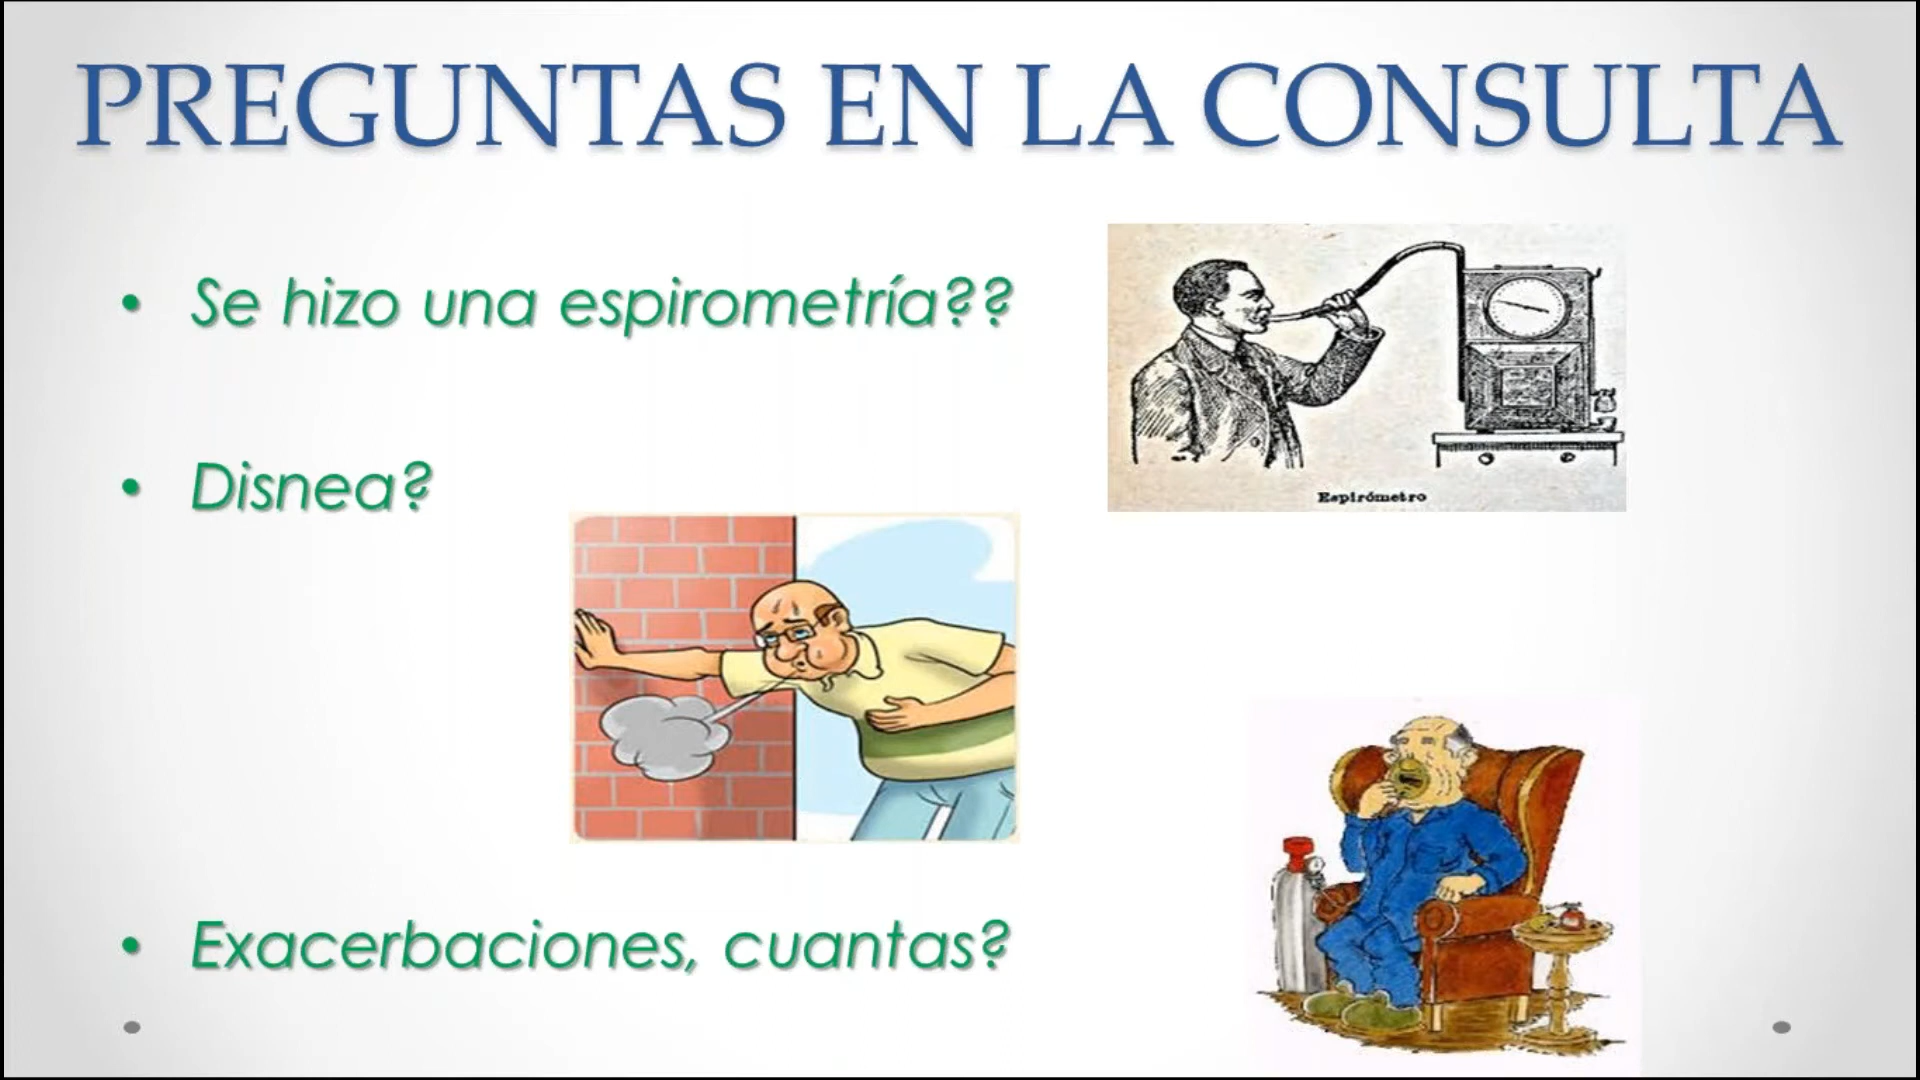 PREGUNTAS EN LA CONSULTA
• Se hizo una espirometría??
Espirómetro
• Disnea?
• Exacerbaciones, cuantas?